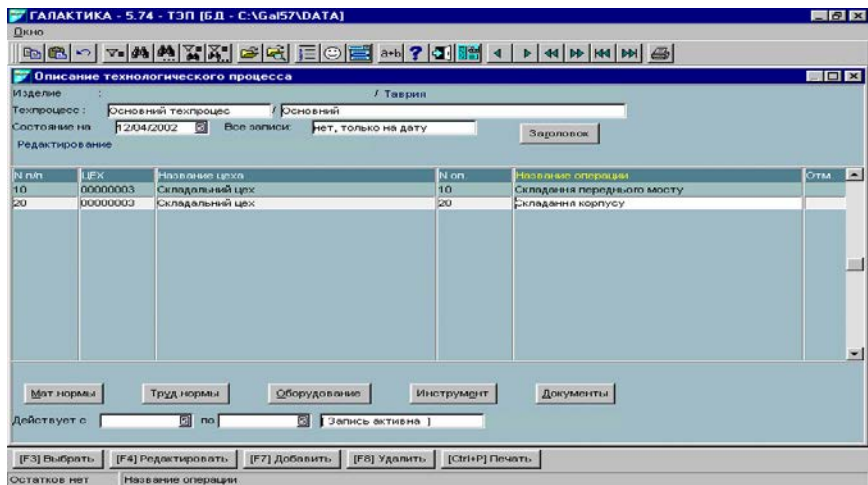 ГАЛАКТИКА - 5.74 - ТЭП [БД - C:\Gal57\DATA]
Окно
a+b ?
Описание технологического процесса
Изделие : / Таврия
Техпроцесс : Основний техпроцес / Основний
Состояние на 12/04/2002 Все записи: нет, только на дату Заголовок
Редактирование
N п/п ЦЕХ Название цеха N оп. Название операции Отм.
10 00000003 Складальний цех 10 Складання переднього мосту
20 00000003 Складальний цех 20 Складання корпусу
Мат.нормы Труд.нормы Оборудование Инструмент Документы
Действует с по [ Запись активна ]
[F3] Выбрать [F4] Редактировать [F7] Добавить [F8] Удалить [Ctrl+P] Печать
Остатков нет Название операции